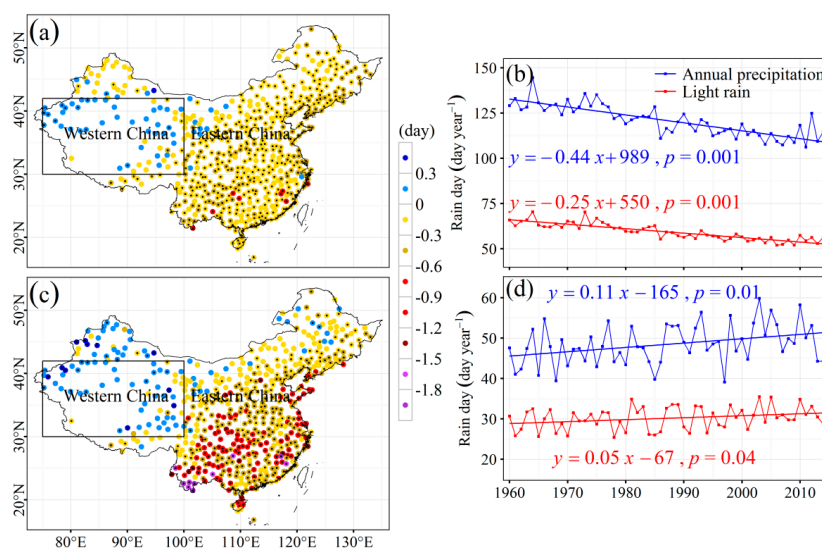 (a)
50°N
40°N
30°N
20°N
Western China
Eastern China
(day)
0.3
0
-0.3
-0.6
-0.9
-1.2
-1.5
-1.8
(b)
Annual precipitation
Light rain
Rain day (day year⁻¹)
150
125
100
75
50
y = −0.44 x+989 , p = 0.001
y = −0.25 x+550 , p = 0.001
(c)
50°N
40°N
30°N
20°N
Western China
Eastern China
80°E 90°E 100°E 110°E 120°E 130°E
(d)
Rain day (day year⁻¹)
60
50
40
30
20
y = 0.11 x −165 , p = 0.01
y = 0.05 x −67 , p = 0.04
1960 1970 1980 1990 2000 2010